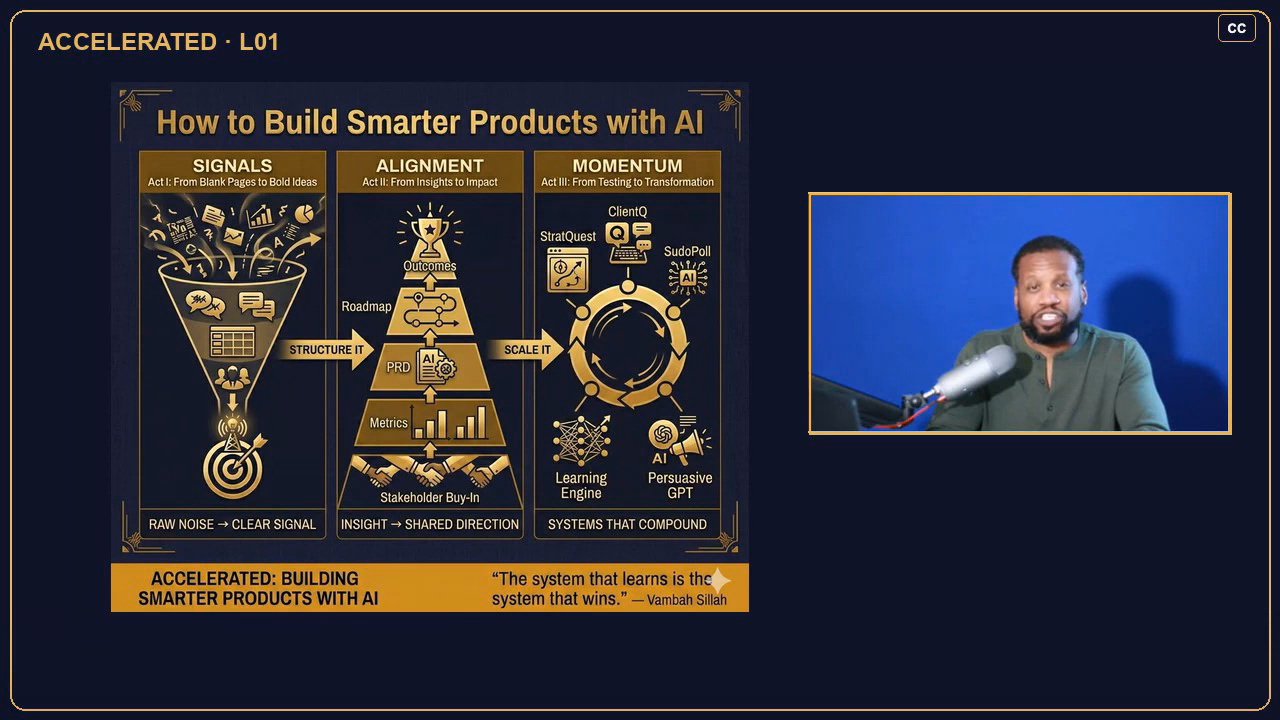 ACCELERATED · L01
CC
How to Build Smarter Products with AI
SIGNALS
Act I: From Blank Pages to Bold Ideas
RAW NOISE → CLEAR SIGNAL
STRUCTURE IT
ALIGNMENT
Act II: From Insights to Impact
Outcomes
Roadmap
PRD
AI
Metrics
Stakeholder Buy-In
INSIGHT → SHARED DIRECTION
SCALE IT
MOMENTUM
Act III: From Testing to Transformation
ClientQ
Q
StratQuest
SudoPoll
AI
Learning
Engine
AI
Persuasive
GPT
SYSTEMS THAT COMPOUND
ACCELERATED: BUILDING
SMARTER PRODUCTS WITH AI
“The system that learns is the
system that wins.” — Vambah Sillah